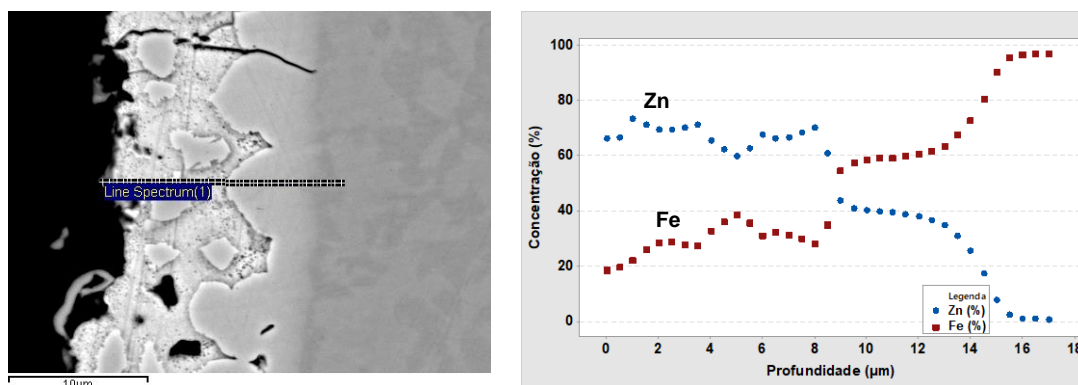 Line Spectrum(1)
10µm
Concentração (%)
100
80
60
40
20
0
Zn
Fe
Legenda
Zn (%)
Fe (%)
0 2 4 6 8 10 12 14 16 18
Profundidade (µm)